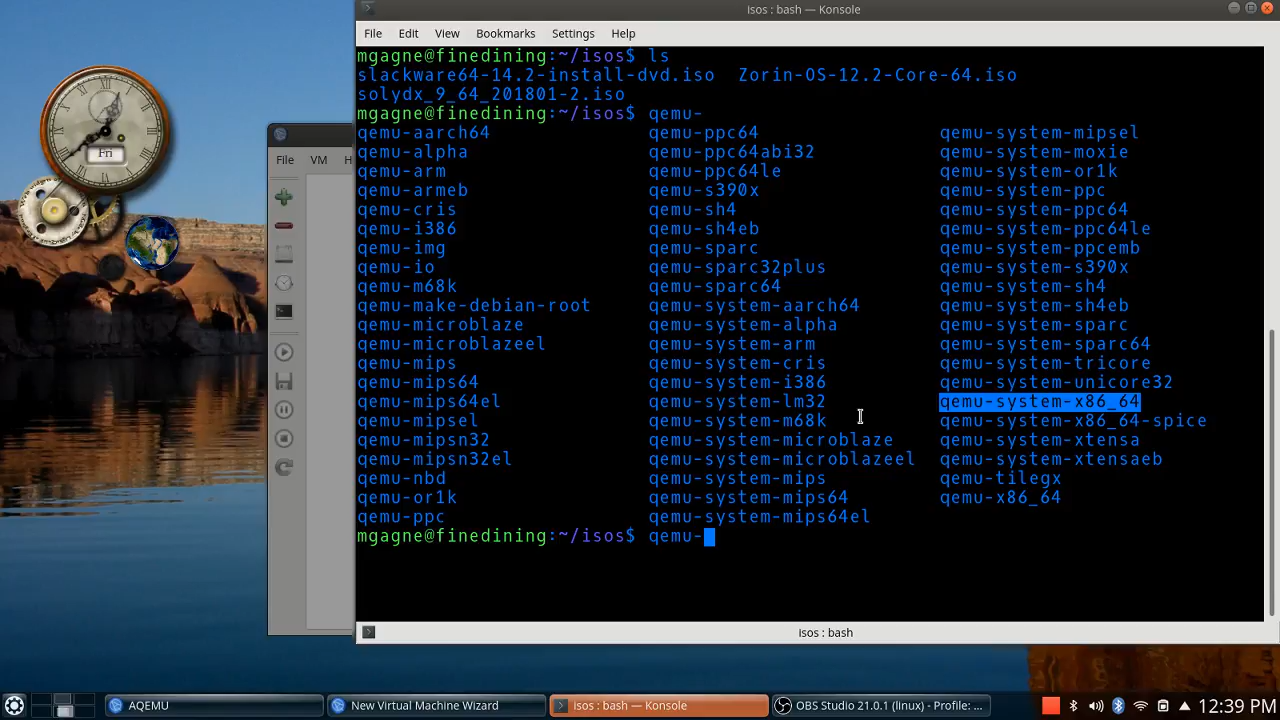 isos : bash — Konsole
File Edit View Bookmarks Settings Help
mgagne@finedining:~/isos$ ls
slackware64-14.2-install-dvd.iso Zorin-OS-12.2-Core-64.iso
solydx_9_64_201801-2.iso
mgagne@finedining:~/isos$ qemu-
qemu-aarch64 qemu-ppc64 qemu-system-mipsel
qemu-alpha qemu-ppc64abi32 qemu-system-moxie
qemu-arm qemu-ppc64le qemu-system-or1k
qemu-armeb qemu-s390x qemu-system-ppc
qemu-cris qemu-sh4 qemu-system-ppc64
qemu-i386 qemu-sh4eb qemu-system-ppc64le
qemu-img qemu-sparc qemu-system-ppcemb
qemu-io qemu-sparc32plus qemu-system-s390x
qemu-m68k qemu-sparc64 qemu-system-sh4
qemu-make-debian-root qemu-system-aarch64 qemu-system-sh4eb
qemu-microblaze qemu-system-alpha qemu-system-sparc
qemu-microblazeel qemu-system-arm qemu-system-sparc64
qemu-mips qemu-system-cris qemu-system-tricore
qemu-mips64 qemu-system-i386 qemu-system-unicore32
qemu-mips64el qemu-system-lm32 qemu-system-x86_64
qemu-mipsel qemu-system-m68k qemu-system-x86_64-spice
qemu-mipsn32 qemu-system-microblaze qemu-system-xtensa
qemu-mipsn32el qemu-system-microblazeel qemu-system-xtensaeb
qemu-nbd qemu-system-mips qemu-tilegx
qemu-or1k qemu-system-mips64 qemu-x86_64
qemu-ppc qemu-system-mips64el
mgagne@finedining:~/isos$ qemu-
isos : bash
Fri
File VM H
AQEMU New Virtual Machine Wizard isos : bash — Konsole OBS Studio 21.0.1 (linux) - Profile: ... 12:39 PM